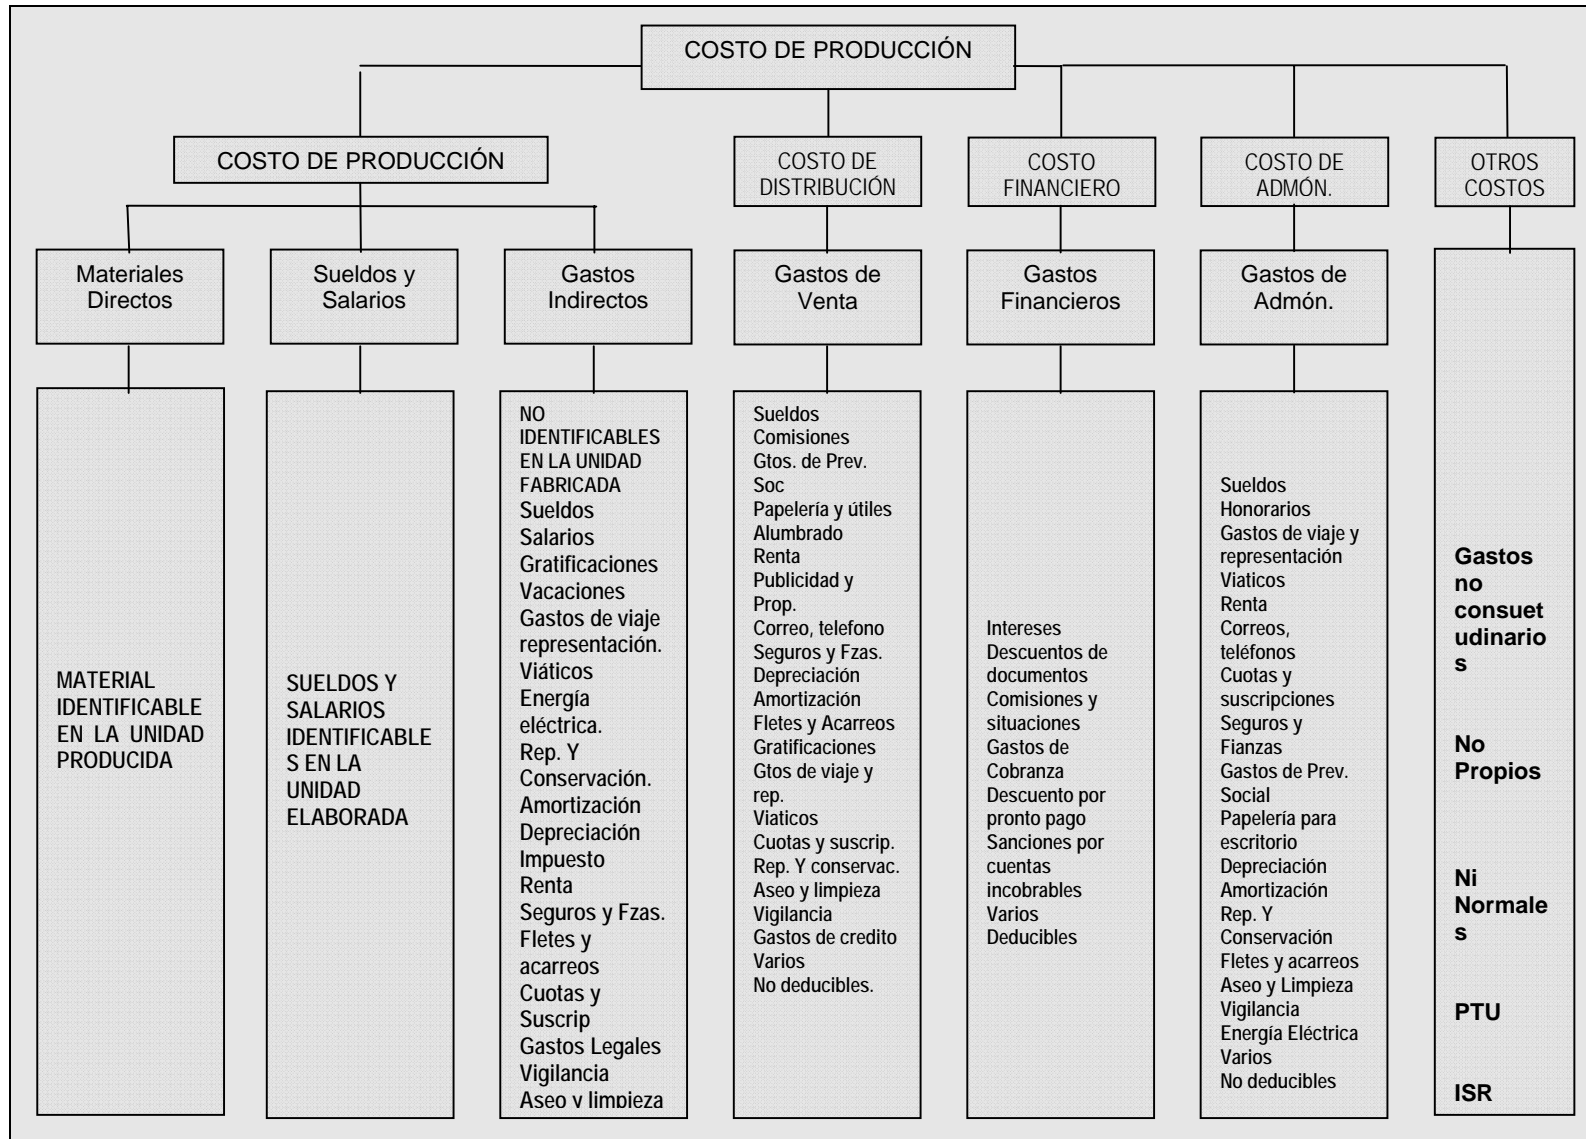 COSTO DE PRODUCCIÓN
COSTO DE PRODUCCIÓN
COSTO DE
DISTRIBUCIÓN
COSTO
FINANCIERO
COSTO DE
ADMÓN.
OTROS
COSTOS
Materiales
Directos
Sueldos y
Salarios
Gastos
Indirectos
Gastos de
Venta
Gastos
Financieros
Gastos de
Admón.
MATERIAL
IDENTIFICABLE
EN LA UNIDAD
PRODUCIDA
SUELDOS Y
SALARIOS
IDENTIFICABLE
S EN LA
UNIDAD
ELABORADA
NO
IDENTIFICABLES
EN LA UNIDAD
FABRICADA
Sueldos
Salarios
Gratificaciones
Vacaciones
Gastos de viaje
representación.
Viáticos
Energía
eléctrica.
Rep. Y
Conservación.
Amortización
Depreciación
Impuesto
Renta
Seguros y Fzas.
Fletes y
acarreos
Cuotas y
Suscrip
Gastos Legales
Vigilancia
Aseo y limpieza
Sueldos
Comisiones
Gtos. de Prev.
Soc
Papelería y útiles
Alumbrado
Renta
Publicidad y
Prop.
Correo, telefono
Seguros y Fzas.
Depreciación
Amortización
Fletes y Acarreos
Gratificaciones
Gtos de viaje y
rep.
Viaticos
Cuotas y suscrip.
Rep. Y conservac.
Aseo y limpieza
Vigilancia
Gastos de credito
Varios
No deducibles.
Intereses
Descuentos de
documentos
Comisiones y
situaciones
Gastos de
Cobranza
Descuento por
pronto pago
Sanciones por
cuentas
incobrables
Varios
Deducibles
Sueldos
Honorarios
Gastos de viaje y
representación
Viaticos
Renta
Correos,
teléfonos
Cuotas y
suscripciones
Seguros y
Fianzas
Gastos de Prev.
Social
Papelería para
escritorio
Depreciación
Amortización
Rep. Y
Conservación
Fletes y acarreos
Aseo y Limpieza
Vigilancia
Energía Eléctrica
Varios
No deducibles
Gastos
no
consuet
udinario
s
No
Propios
Ni
Normale
s
PTU
ISR